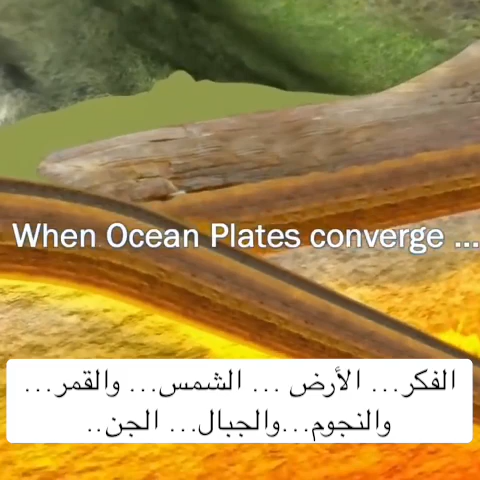 When Ocean Plates converge ...
الفكر... الأرض ... الشمس... والقمر...
والنجوم...والجبال... الجن..